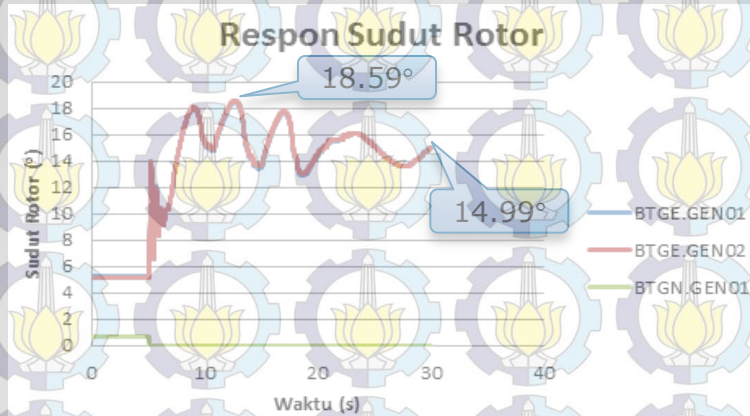 Respon Sudut Rotor
18.59°
20
18
16
14
12
10
8
6
4
2
0
Sudut Rotor (°)
14.99°
BTGE.GEN01
BTGE.GEN02
BTGN.GEN01
0 10 20 30 40
Waktu (s)